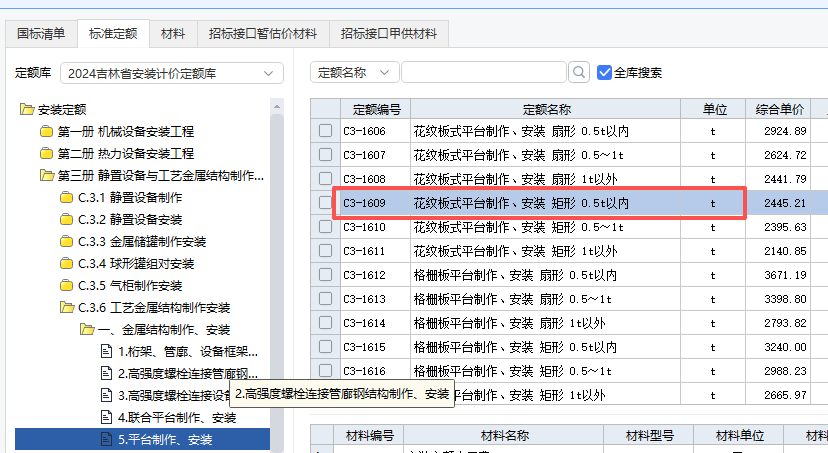 国标清单 标准定额 材料 招标接口暂估价材料 招标接口甲供材料
定额库 2024吉林省安装计价定额库
安装定额
第一册 机械设备安装工程
第二册 热力设备安装工程
第三册 静置设备与工艺金属结构制作...
C.3.1 静置设备制作
C.3.2 静置设备安装
C.3.3 金属储罐制作安装
C.3.4 球形罐组对安装
C.3.5 气柜制作安装
C.3.6 工艺金属结构制作安装
一、金属结构制作、安装
1.桁架、管廊、设备框架...
2.高强度螺栓连接管廊钢...
3.高强度螺栓连接设备
4.联合平台制作、安装
5.平台制作、安装
2.高强度螺栓连接管廊钢结构制作、安装
定额名称 全库搜索
定额编号 定额名称 单位 综合单价
C3-1606 花纹板式平台制作、安装 扇形 0.5t以内 t 2924.89
C3-1607 花纹板式平台制作、安装 扇形 0.5～1t t 2624.72
C3-1608 花纹板式平台制作、安装 扇形 1t以外 t 2441.79
C3-1609 花纹板式平台制作、安装 矩形 0.5t以内 t 2445.21
C3-1610 花纹板式平台制作、安装 矩形 0.5～1t t 2395.63
C3-1611 花纹板式平台制作、安装 矩形 1t以外 t 2140.85
C3-1612 格栅板平台制作、安装 扇形 0.5t以内 t 3671.19
C3-1613 格栅板平台制作、安装 扇形 0.5～1t t 3398.80
C3-1614 格栅板平台制作、安装 扇形 1t以外 t 2793.82
C3-1615 格栅板平台制作、安装 矩形 0.5t以内 t 3240.00
C3-1616 格栅板平台制作、安装 矩形 0.5～1t t 2988.23
格栅板平台制作、安装 矩形 1t以外 t 2665.97
材料编号 材料名称 材料型号 材料单位 材料